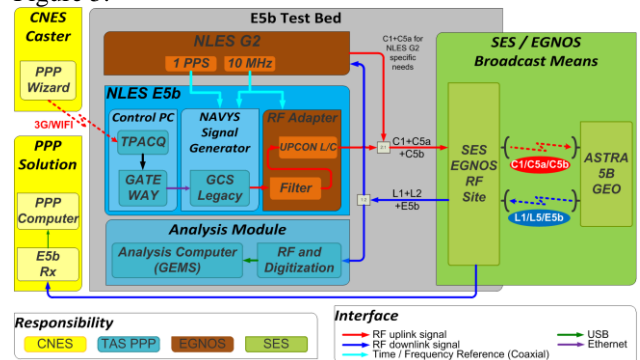 Figure 3.
CNES
Caster
PPP
Wizard
3G/WIFI
PPP
Solution
PPP
Computer
E5b
Rx
E5b Test Bed
NLES G2
1 PPS
10 MHz
C1+C5a for
NLES G2
specific
needs
NLES E5b
Control PC
TPACQ
GATE
WAY
NAVYS
Signal
Generator
GCS
Legacy
RF Adapter
UPCON L/C
Filter
C1+C5a
+C5b
L1+L2
+E5b
Analysis Module
Analysis Computer
(GEMS)
RF and
Digitization
SES / EGNOS
Broadcast Means
SES
EGNOS
RF
Site
C1/C5a/C5b
L1/L5/E5b
ASTRA
5B
GEO
Responsibility
CNES
TAS PPP
EGNOS
SES
Interface
RF uplink signal
RF downlink signal
Time / Frequency Reference (Coaxial)
USB
Ethernet